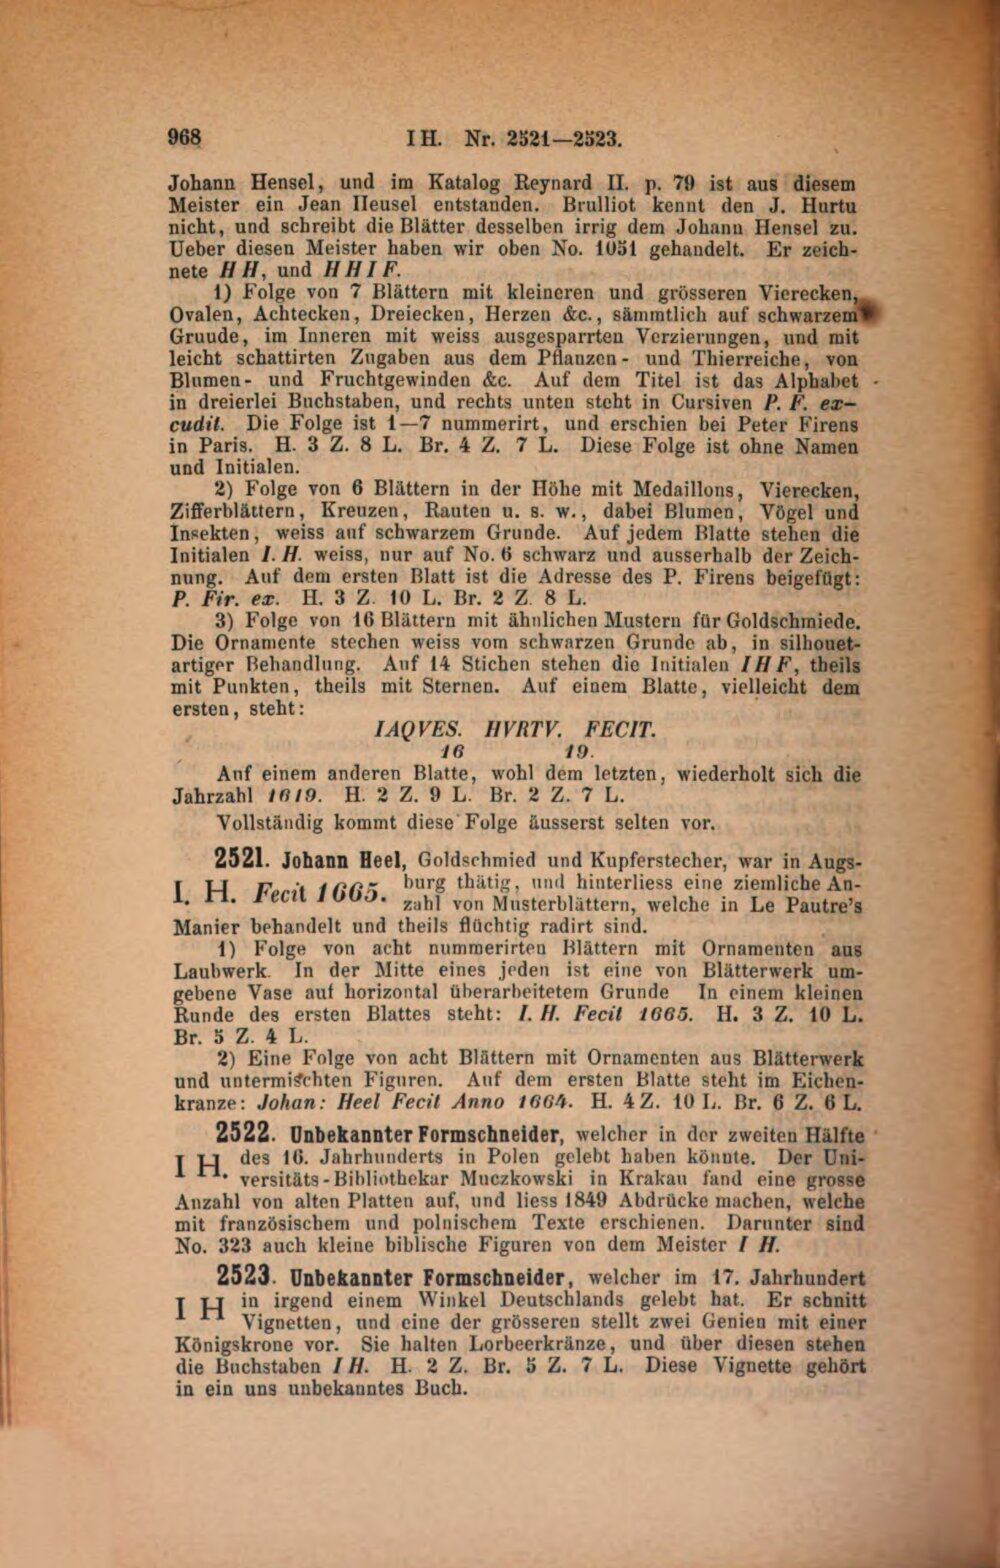 968 IH. Nr. 2521—2523.
Johann Hensel, und im Katalog Reynard II. p. 79 ist aus diesem
Meister ein Jean Heusel entstanden. Brulliot kennt den J. Hurtu
nicht, und schreibt die Blätter desselben irrig dem Johann Hensel zu.
Ueber diesen Meister haben wir oben No. 1051 gehandelt. Er zeich-
nete HH, und HHIF.
1) Folge von 7 Blättern mit kleineren und grösseren Vierecken,
Ovalen, Achtecken, Dreiecken, Herzen &c., sämmtlich auf schwarzem
Grunde, im Inneren mit weiss ausgesparrten Verzierungen, und mit
leicht schattirten Zugaben aus dem Pflanzen- und Thierreiche, von
Blumen- und Fruchtgewinden &c. Auf dem Titel ist das Alphabet
in dreierlei Buchstaben, und rechts unten steht in Cursiven P. F. ex-
cudit. Die Folge ist 1—7 nummerirt, und erschien bei Peter Firens
in Paris. H. 3 Z. 8 L. Br. 4 Z. 7 L. Diese Folge ist ohne Namen
und Initialen.
2) Folge von 6 Blättern in der Höhe mit Medaillons, Vierecken,
Zifferblättern, Kreuzen, Rauten u. s. w., dabei Blumen, Vögel und
Insekten, weiss auf schwarzem Grunde. Auf jedem Blatte stehen die
Initialen I. H. weiss, nur auf No. 6 schwarz und ausserhalb der Zeich-
nung. Auf dem ersten Blatt ist die Adresse des P. Firens beigefügt:
P. Fir. ex. H. 3 Z. 10 L. Br. 2 Z. 8 L.
3) Folge von 16 Blättern mit ähnlichen Mustern für Goldschmiede.
Die Ornamente stechen weiss vom schwarzen Grunde ab, in silhouet-
artiger Behandlung. Auf 14 Stichen stehen die Initialen IHF, theils
mit Punkten, theils mit Sternen. Auf einem Blatte, vielleicht dem
ersten, steht:
IAQVES. HVRTV. FECIT.
16 19.
Auf einem anderen Blatte, wohl dem letzten, wiederholt sich die
Jahrzahl 1619. H. 2 Z. 9 L. Br. 2 Z. 7 L.
Vollständig kommt diese Folge äusserst selten vor.
2521. Johann Heel, Goldschmied und Kupferstecher, war in Augs-
I. H. Fecit 1665. burg thätig, und hinterliess eine ziemliche An-
zahl von Musterblättern, welche in Le Pautre's
Manier behandelt und theils flüchtig radirt sind.
1) Folge von acht nummerirten Blättern mit Ornamenten aus
Laubwerk. In der Mitte eines jeden ist eine von Blätterwerk um-
gebene Vase auf horizontal überarbeitetem Grunde In einem kleinen
Runde des ersten Blattes steht: I. H. Fecit 1665. H. 3 Z. 10 L.
Br. 5 Z. 4 L.
2) Eine Folge von acht Blättern mit Ornamenten aus Blätterwerk
und untermischten Figuren. Auf dem ersten Blatte steht im Eichen-
kranze: Johan: Heel Fecit Anno 1664. H. 4 Z. 10 L. Br. 6 Z. 6 L.
2522. Unbekannter Formschneider, welcher in der zweiten Hälfte
I H. des 16. Jahrhunderts in Polen gelebt haben könnte. Der Uni-
versitäts-Bibliothekar Muczkowski in Krakau fand eine grosse
Anzahl von alten Platten auf, und liess 1849 Abdrücke machen, welche
mit französischem und polnischem Texte erschienen. Darunter sind
No. 323 auch kleine biblische Figuren von dem Meister I H.
2523. Unbekannter Formschneider, welcher im 17. Jahrhundert
I H in irgend einem Winkel Deutschlands gelebt hat. Er schnitt
Vignetten, und eine der grösseren stellt zwei Genien mit einer
Königskrone vor. Sie halten Lorbeerkränze, und über diesen stehen
die Buchstaben IH. H. 2 Z. Br. 5 Z. 7 L. Diese Vignette gehört
in ein uns unbekanntes Buch.